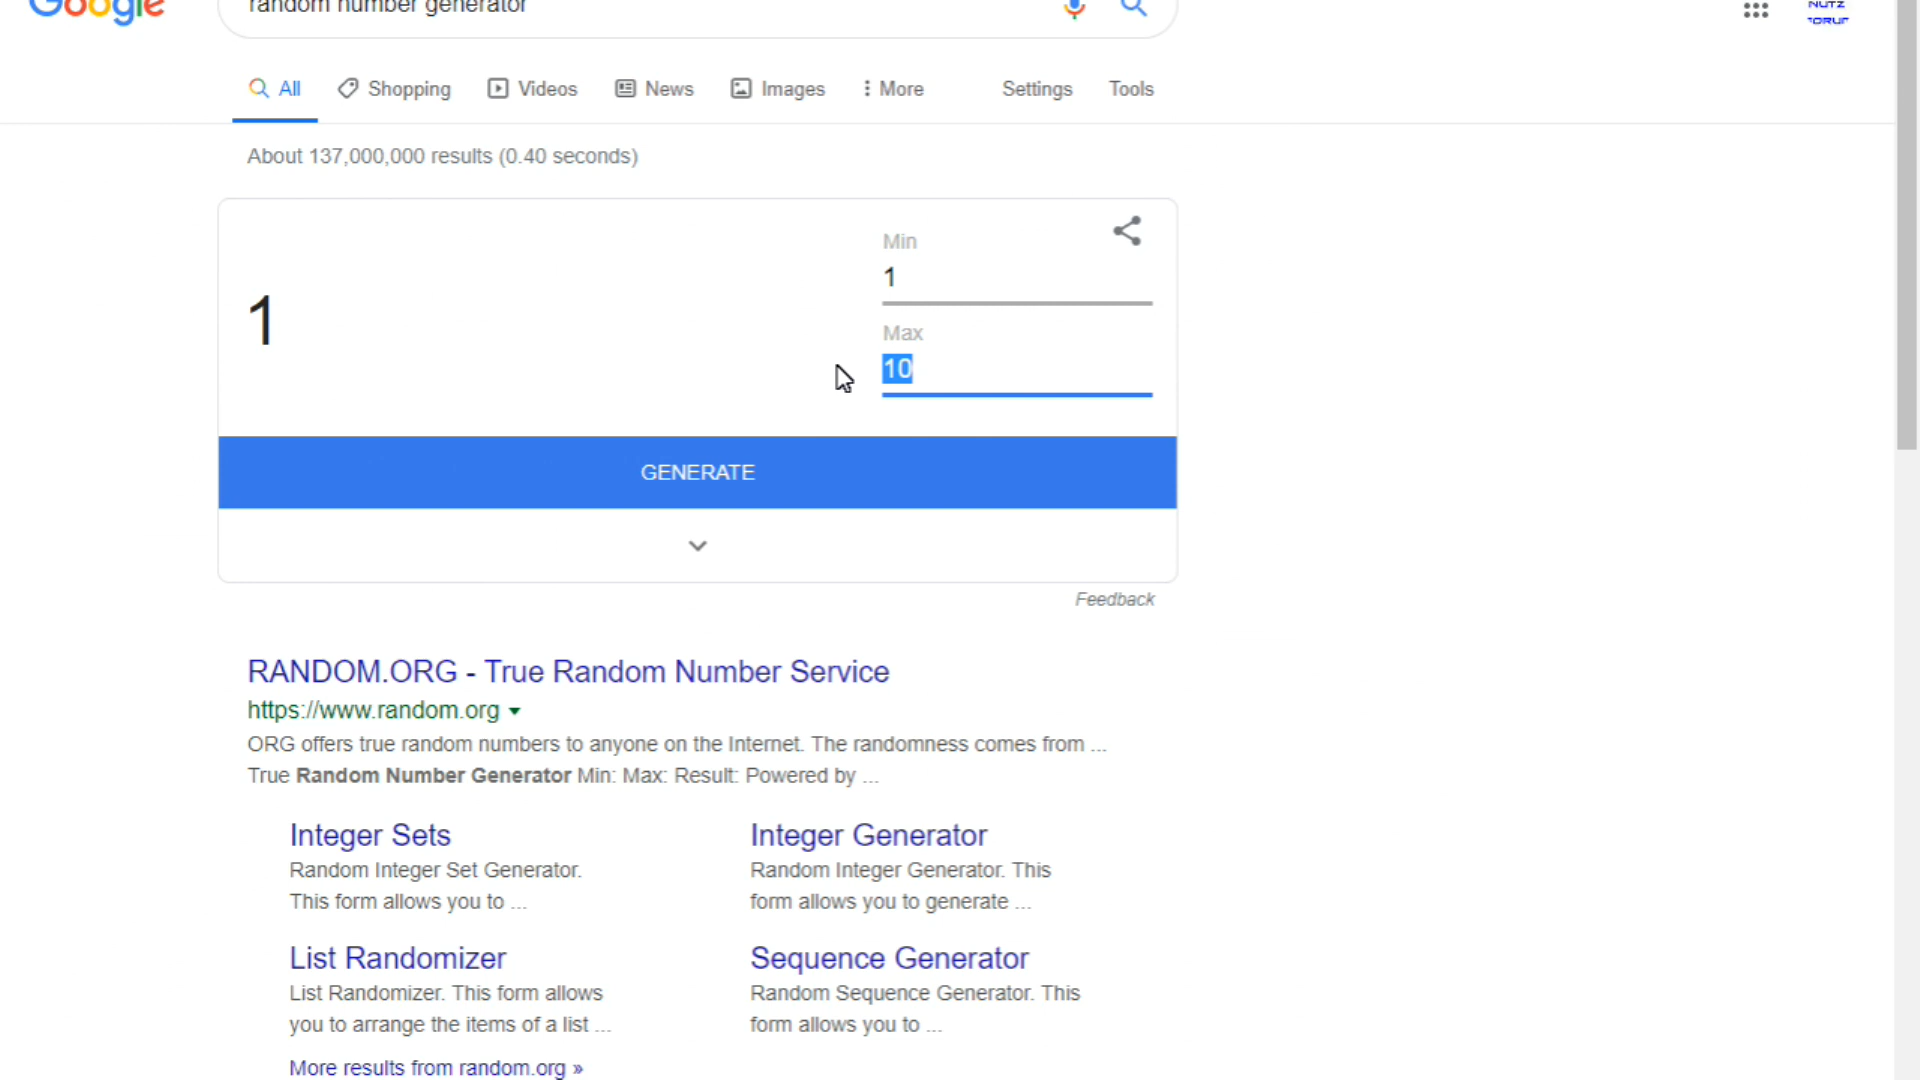 Google
random number generator
NUTZ
FORUM
All
Shopping
Videos
News
Images
More
Settings
Tools
About 137,000,000 results (0.40 seconds)
1
Min
1
Max
10
GENERATE
Feedback
RANDOM.ORG - True Random Number Service
https://www.random.org
ORG offers true random numbers to anyone on the Internet. The randomness comes from ...
True Random Number Generator Min: Max: Result: Powered by ...
Integer Sets
Random Integer Set Generator.
This form allows you to ...
Integer Generator
Random Integer Generator. This
form allows you to generate ...
List Randomizer
List Randomizer. This form allows
you to arrange the items of a list ...
Sequence Generator
Random Sequence Generator. This
form allows you to ...
More results from random.org »